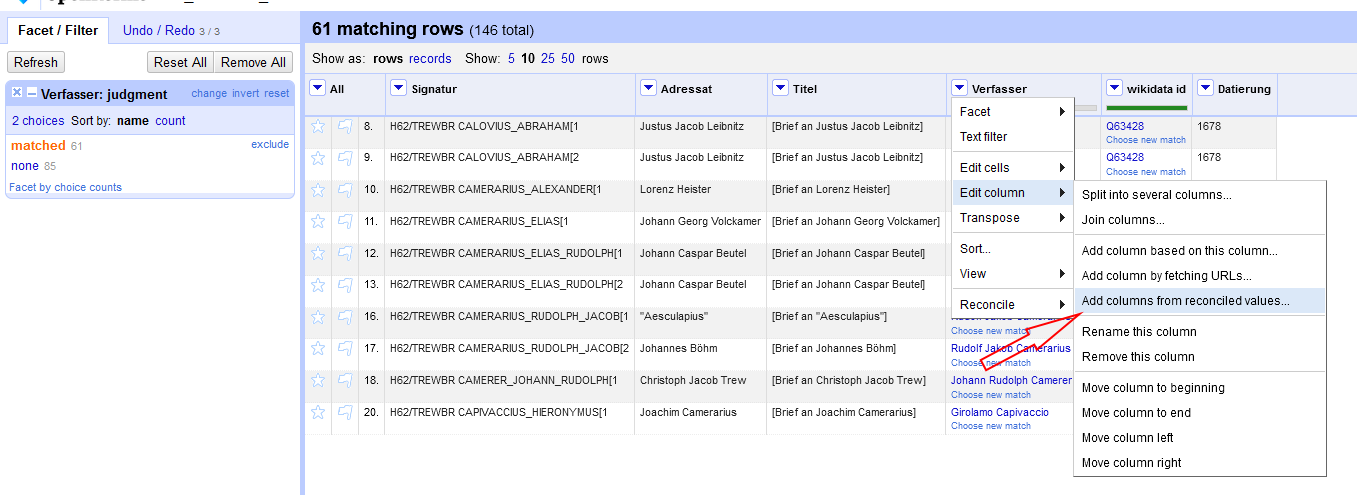 Facet / Filter
Undo / Redo 3 / 3
Refresh
Reset All
Remove All
Verfasser: judgment
change invert reset
2 choices Sort by: name count
matched 61
exclude
none 85
Facet by choice counts
61 matching rows (146 total)
Show as: rows records Show: 5 10 25 50 rows
All
Signatur
Adressat
Titel
Verfasser
wikidata id
Datierung
8. H62/TREWBR CALOVIUS_ABRAHAM[1 Justus Jacob Leibnitz [Brief an Justus Jacob Leibnitz] Q63428 1678
Choose new match
9. H62/TREWBR CALOVIUS_ABRAHAM[2 Justus Jacob Leibnitz [Brief an Justus Jacob Leibnitz] Q63428 1678
Choose new match
10. H62/TREWBR CAMERARIUS_ALEXANDER[1 Lorenz Heister [Brief an Lorenz Heister]
11. H62/TREWBR CAMERARIUS_ELIAS[1 Johann Georg Volckamer [Brief an Johann Georg Volckamer]
12. H62/TREWBR CAMERARIUS_ELIAS_RUDOLPH[1 Johann Caspar Beutel [Brief an Johann Caspar Beutel]
13. H62/TREWBR CAMERARIUS_ELIAS_RUDOLPH[2 Johann Caspar Beutel [Brief an Johann Caspar Beutel]
16. H62/TREWBR CAMERARIUS_RUDOLPH_JACOB[1 "Aesculapius" [Brief an "Aesculapius"]
Choose new match
17. H62/TREWBR CAMERARIUS_RUDOLPH_JACOB[2 Johannes Böhm [Brief an Johannes Böhm] Rudolf Jakob Camerarius
Choose new match
18. H62/TREWBR CAMERER_JOHANN_RUDOLPH[1 Christoph Jacob Trew [Brief an Christoph Jacob Trew] Johann Rudolph Camerer
Choose new match
20. H62/TREWBR CAPIVACCIUS_HIERONYMUS[1 Joachim Camerarius [Brief an Joachim Camerarius] Girolamo Capivaccio
Choose new match
Facet
Text filter
Edit cells
Edit column
Transpose
Sort...
View
Reconcile
Split into several columns...
Join columns...
Add column based on this column...
Add column by fetching URLs...
Add columns from reconciled values...
Rename this column
Remove this column
Move column to beginning
Move column to end
Move column left
Move column right